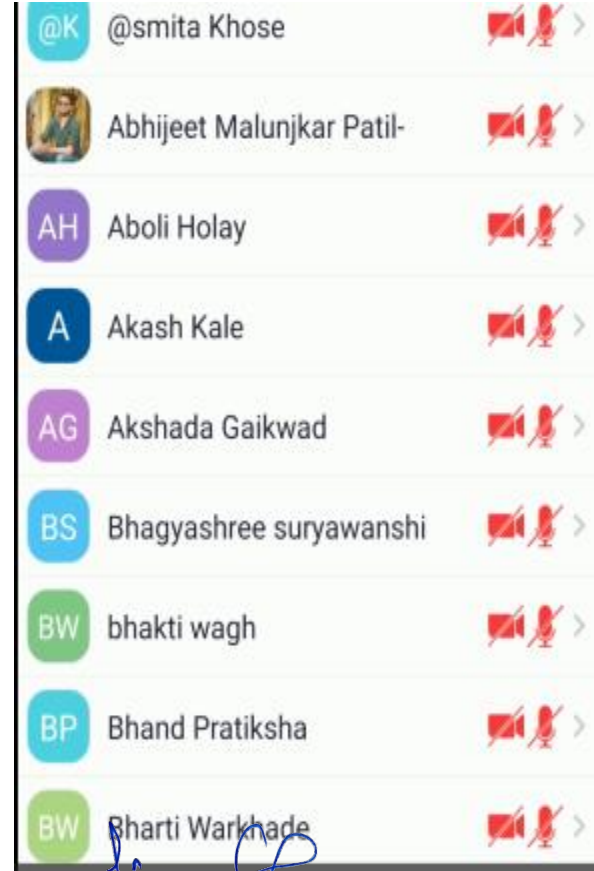 @K @smita Khose
Abhijeet Malunjkar Patil-
AH Aboli Holay
A Akash Kale
AG Akshada Gaikwad
BS Bhagyashree suryawanshi
BW bhakti wagh
BP Bhand Pratiksha
BW Bharti Warkhade